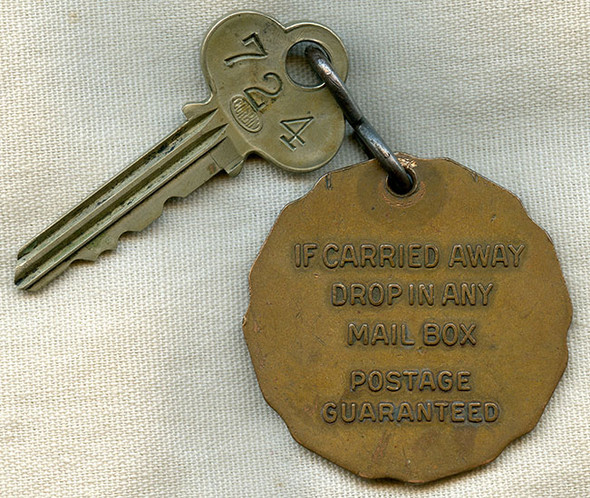 724
IF CARRIED AWAY
DROP IN ANY
MAIL BOX
POSTAGE
GUARANTEED